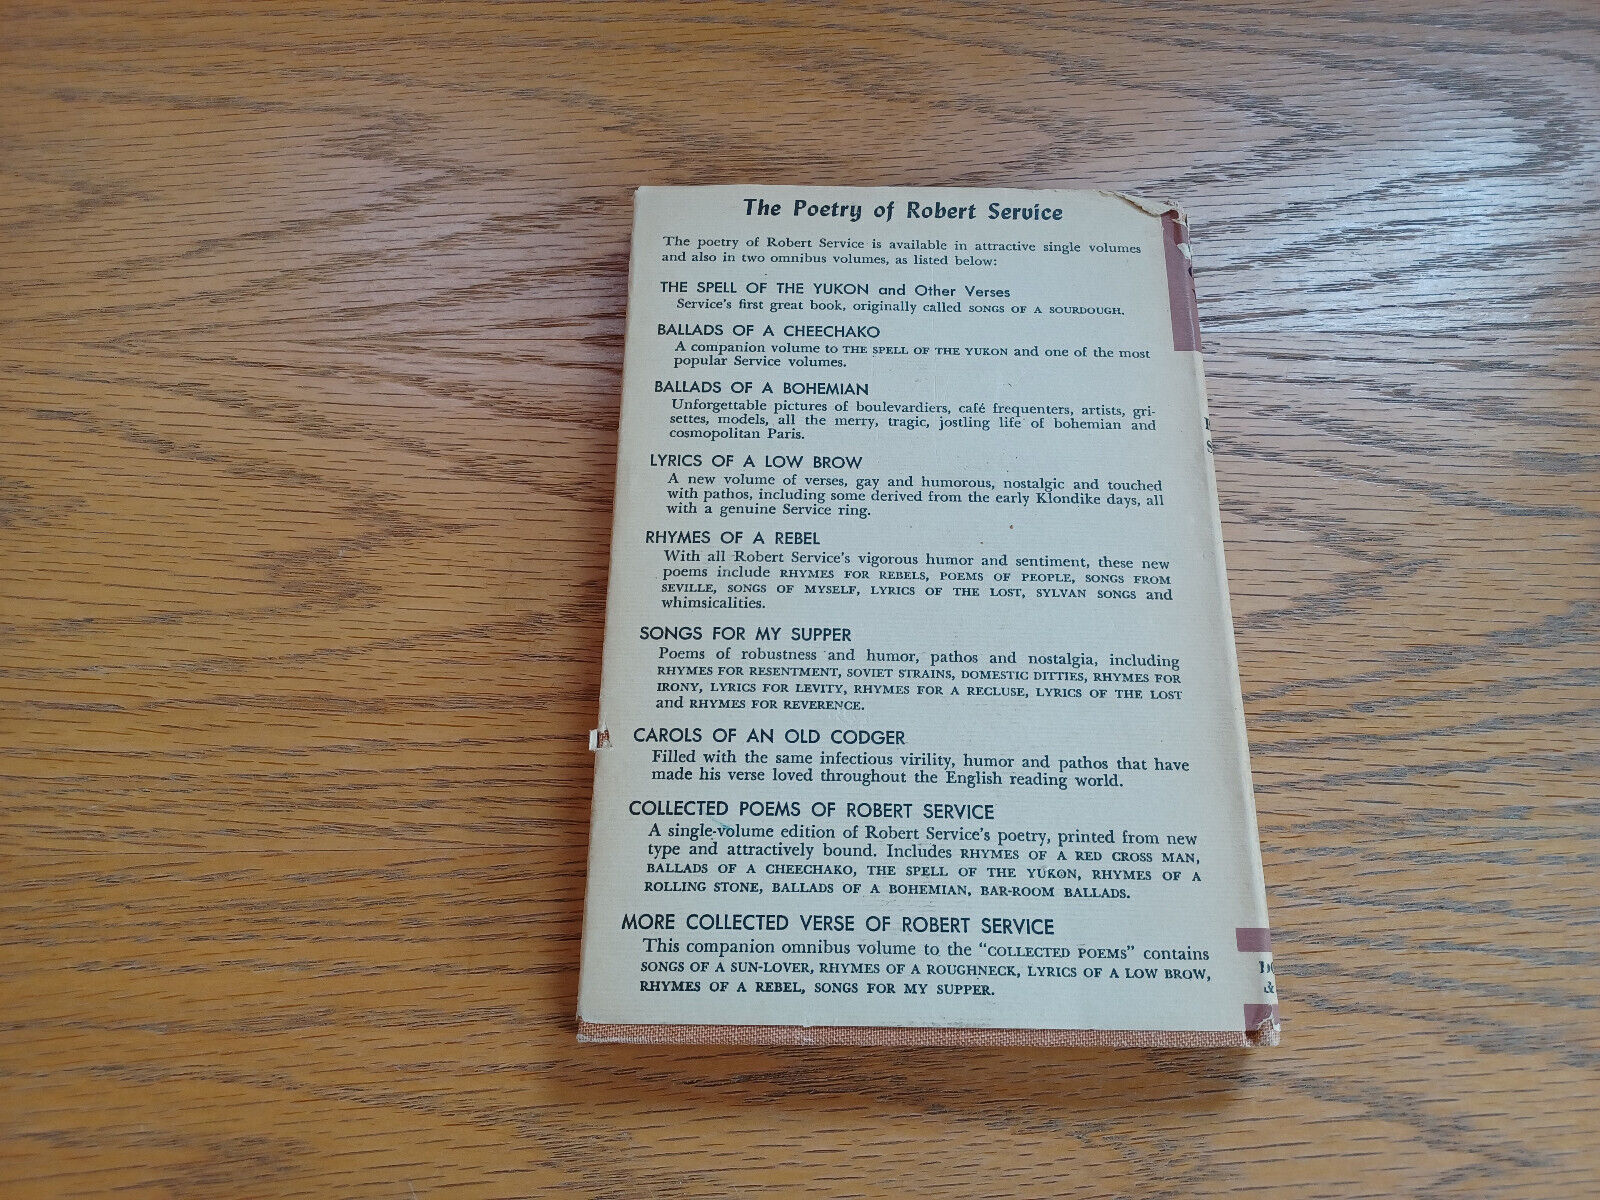 The Poetry of Robert Service
The poetry of Robert Service is available in attractive single volumes
and also in two omnibus volumes, as listed below:
THE SPELL OF THE YUKON and Other Verses
Service's first great book, originally called SONGS OF A SOURDOUGH.
BALLADS OF A CHEECHAKO
A companion volume to THE SPELL OF THE YUKON and one of the most
popular Service volumes.
BALLADS OF A BOHEMIAN
Unforgettable pictures of boulevardiers, café frequenters, artists, gri-
settes, models, all the merry, tragic, jostling life of bohemian and
cosmopolitan Paris.
LYRICS OF A LOW BROW
A new volume of verses, gay and humorous, nostalgic and touched
with pathos, including some derived from the early Klondike days, all
with a genuine Service ring.
RHYMES OF A REBEL
With all Robert Service's vigorous humor and sentiment, these new
poems include RHYMES FOR REBELS, POEMS OF PEOPLE, SONGS FROM
SEVILLE, SONGS OF MYSELF, LYRICS OF THE LOST, SYLVAN SONGS and
whimsicalities.
SONGS FOR MY SUPPER
Poems of robustness and humor, pathos and nostalgia, including
RHYMES FOR RESENTMENT, SOVIET STRAINS, DOMESTIC DITTIES, RHYMES FOR
IRONY, LYRICS FOR LEVITY, RHYMES FOR A RECLUSE, LYRICS OF THE LOST
and RHYMES FOR REVERENCE.
CAROLS OF AN OLD CODGER
Filled with the same infectious virility, humor and pathos that have
made his verse loved throughout the English reading world.
COLLECTED POEMS OF ROBERT SERVICE
A single-volume edition of Robert Service's poetry, printed from new
type and attractively bound. Includes RHYMES OF A RED CROSS MAN,
BALLADS OF A CHEECHAKO, THE SPELL OF THE YUKON, RHYMES OF A
ROLLING STONE, BALLADS OF A BOHEMIAN, BAR-ROOM BALLADS.
MORE COLLECTED VERSE OF ROBERT SERVICE
This companion omnibus volume to the "COLLECTED POEMS" contains
SONGS OF A SUN-LOVER, RHYMES OF A ROUGHNECK, LYRICS OF A LOW BROW,
RHYMES OF A REBEL, SONGS FOR MY SUPPER.
&